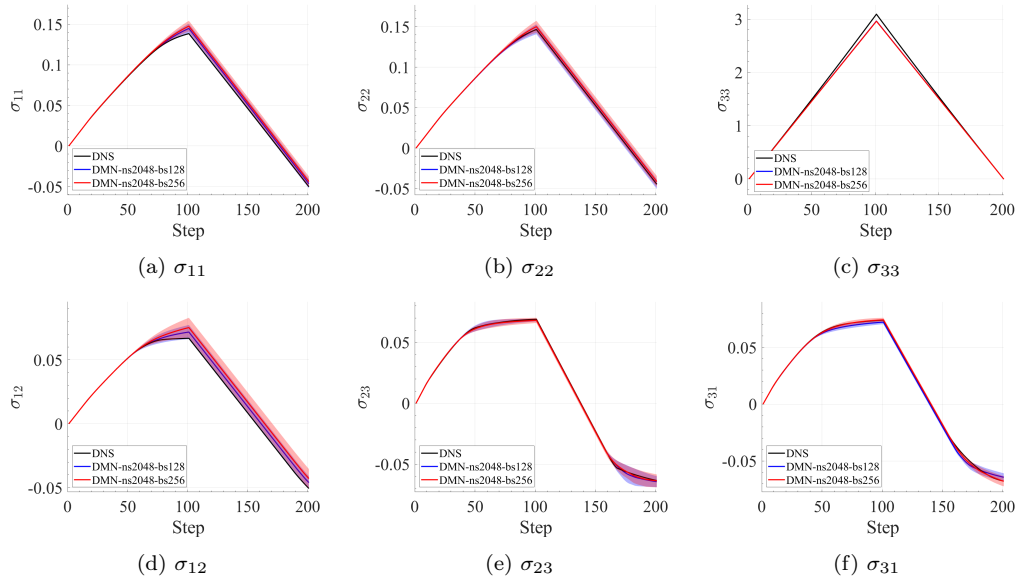 0.15
0.1
0.05
0
-0.05
σ11
DNS
DMN-ns2048-bs128
DMN-ns2048-bs256
0 50 100 150 200
Step
(a) σ11
0.15
0.1
0.05
0
-0.05
σ22
DNS
DMN-ns2048-bs128
DMN-ns2048-bs256
0 50 100 150 200
Step
(b) σ22
3
2
1
0
σ33
DNS
DMN-ns2048-bs128
DMN-ns2048-bs256
0 50 100 150 200
Step
(c) σ33
0.05
0
-0.05
σ12
DNS
DMN-ns2048-bs128
DMN-ns2048-bs256
0 50 100 150 200
Step
(d) σ12
0.05
0
-0.05
σ23
DNS
DMN-ns2048-bs128
DMN-ns2048-bs256
0 50 100 150 200
Step
(e) σ23
0.05
0
-0.05
σ31
DNS
DMN-ns2048-bs128
DMN-ns2048-bs256
0 50 100 150 200
Step
(f) σ31